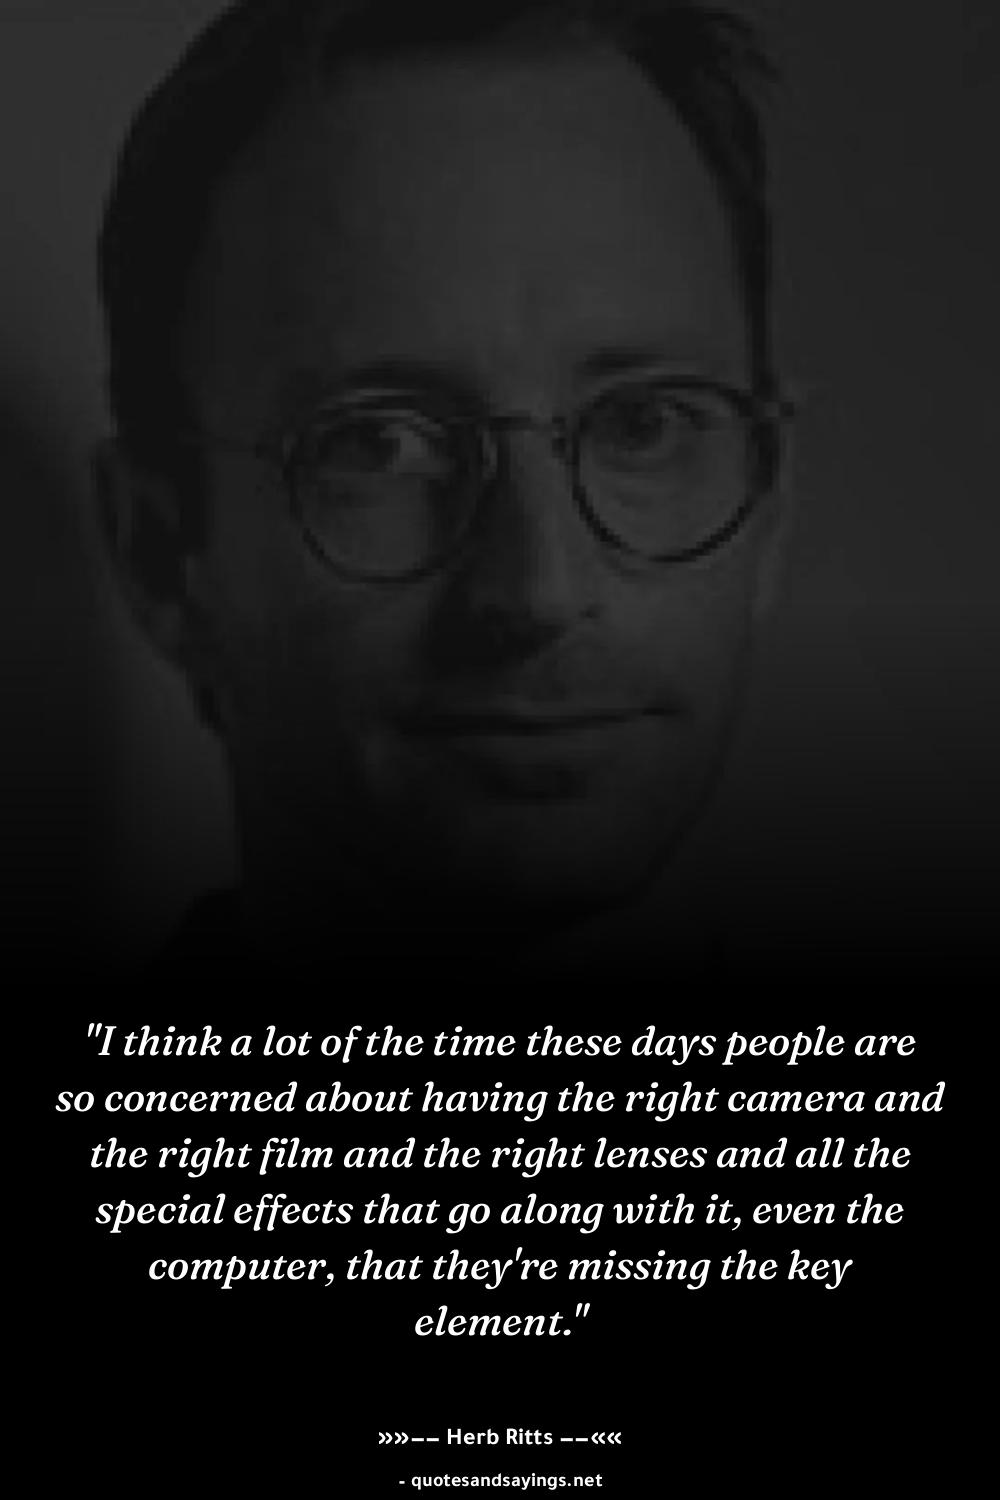 "I think a lot of the time these days people are
so concerned about having the right camera and
the right film and the right lenses and all the
special effects that go along with it, even the
computer, that they're missing the key
element."
»»–– Herb Ritts ––««
- quotesandsayings.net